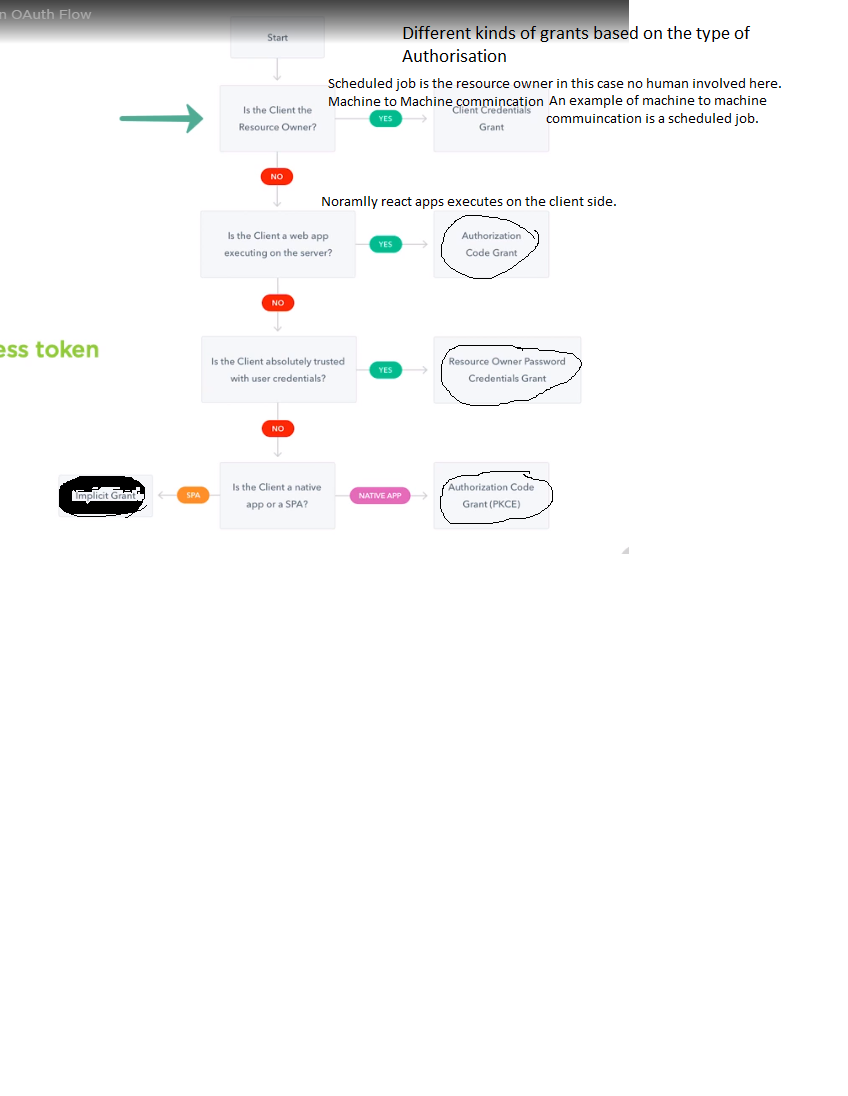 n OAuth Flow
Different kinds of grants based on the type of
Authorisation
Start
Scheduled job is the resource owner in this case no human involved here.
Machine to Machine commincation An example of machine to machine
commuincation is a scheduled job.
Is the Client the
Resource Owner?
YES
Client Credentials
Grant
NO
Noramlly react apps executes on the client side.
Is the Client a web app
executing on the server?
YES
Authorization
Code Grant
NO
ess token
Is the Client absolutely trusted
with user credentials?
YES
Resource Owner Password
Credentials Grant
NO
Implicit Grant
SPA
Is the Client a native
app or a SPA?
NATIVE APP
Authorization Code
Grant (PKCE)